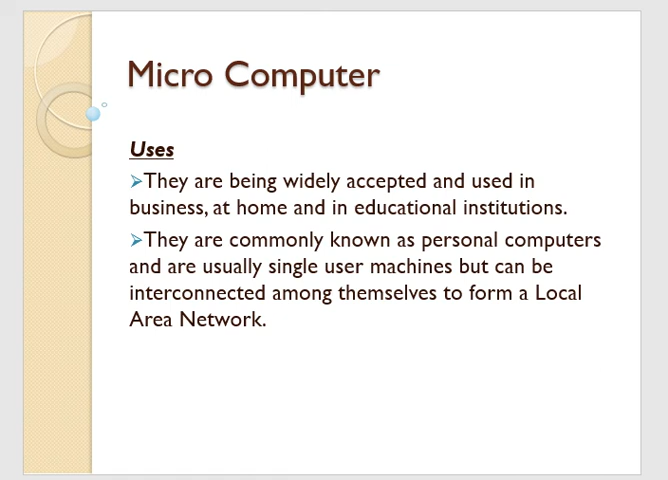 Micro Computer
Uses
➢They are being widely accepted and used in
business, at home and in educational institutions.
➢They are commonly known as personal computers
and are usually single user machines but can be
interconnected among themselves to form a Local
Area Network.